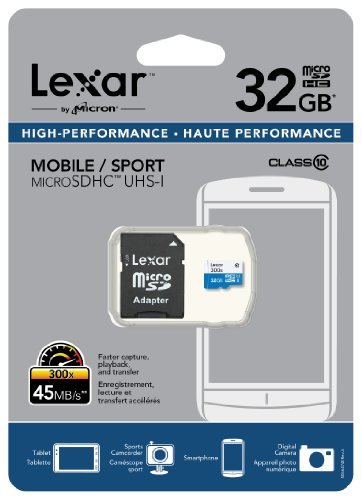 Lexar™
by Micron®
32GB*
micro SD HC I
HIGH-PERFORMANCE • HAUTE PERFORMANCE
MOBILE / SPORT
MICROSDHC™ UHS-I
CLASS 10
Lexar
micro SD
Adapter
Lexar
300x
32GB
300x
45MB/s**
Faster capture, playback, and transfer
Enregistrement, lecture et transfert accélérés
Tablet
Tablette
Sports Camcorder
Caméscope sport
Smartphone
Digital Camera
Appareil photo numérique